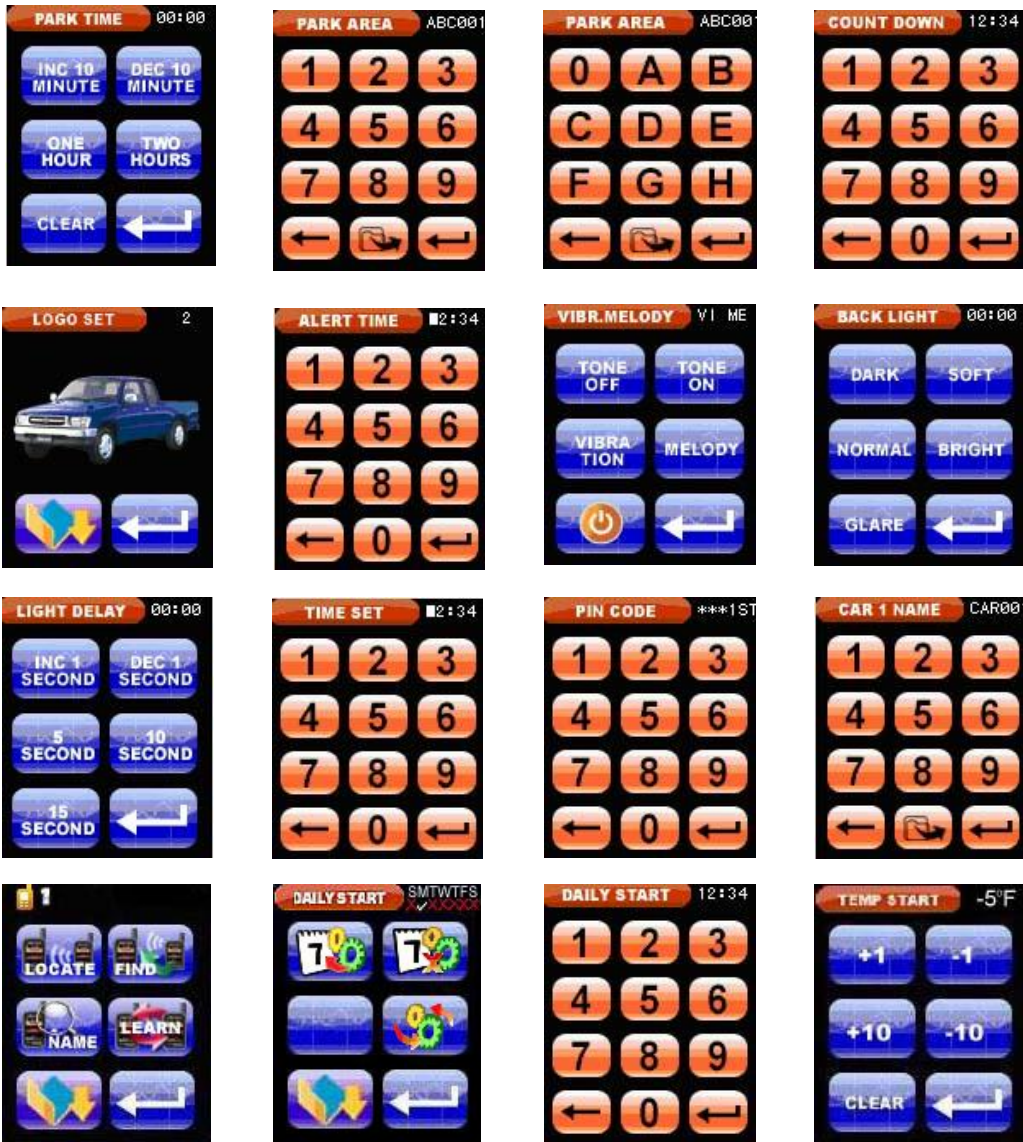 PARK TIME 00:00
INC 10
MINUTE
DEC 10
MINUTE
ONE
HOUR
TWO
HOURS
CLEAR
PARK AREA ABC001
1 2 3
4 5 6
7 8 9
PARK AREA ABC001
0 A B
C D E
F G H
COUNT DOWN 12:34
1 2 3
4 5 6
7 8 9
0
LOGO SET 2
ALERT TIME 2:34
1 2 3
4 5 6
7 8 9
0
VIBR.MELODY VI ME
TONE
OFF
TONE
ON
VIBRA
TION
MELODY
BACK LIGHT 00:00
DARK SOFT
NORMAL BRIGHT
GLARE
LIGHT DELAY 00:00
INC 1
SECOND
DEC 1
SECOND
5
SECOND
10
SECOND
15
SECOND
TIME SET 2:34
1 2 3
4 5 6
7 8 9
0
PIN CODE ***1ST
1 2 3
4 5 6
7 8 9
0
CAR 1 NAME CAR00
1 2 3
4 5 6
7 8 9
1
LOCATE FIND
NAME LEARN
DAILY START SMTWTFS
7 7
DAILY START 12:34
1 2 3
4 5 6
7 8 9
0
TEMP START -5°F
+1 -1
+10 -10
CLEAR